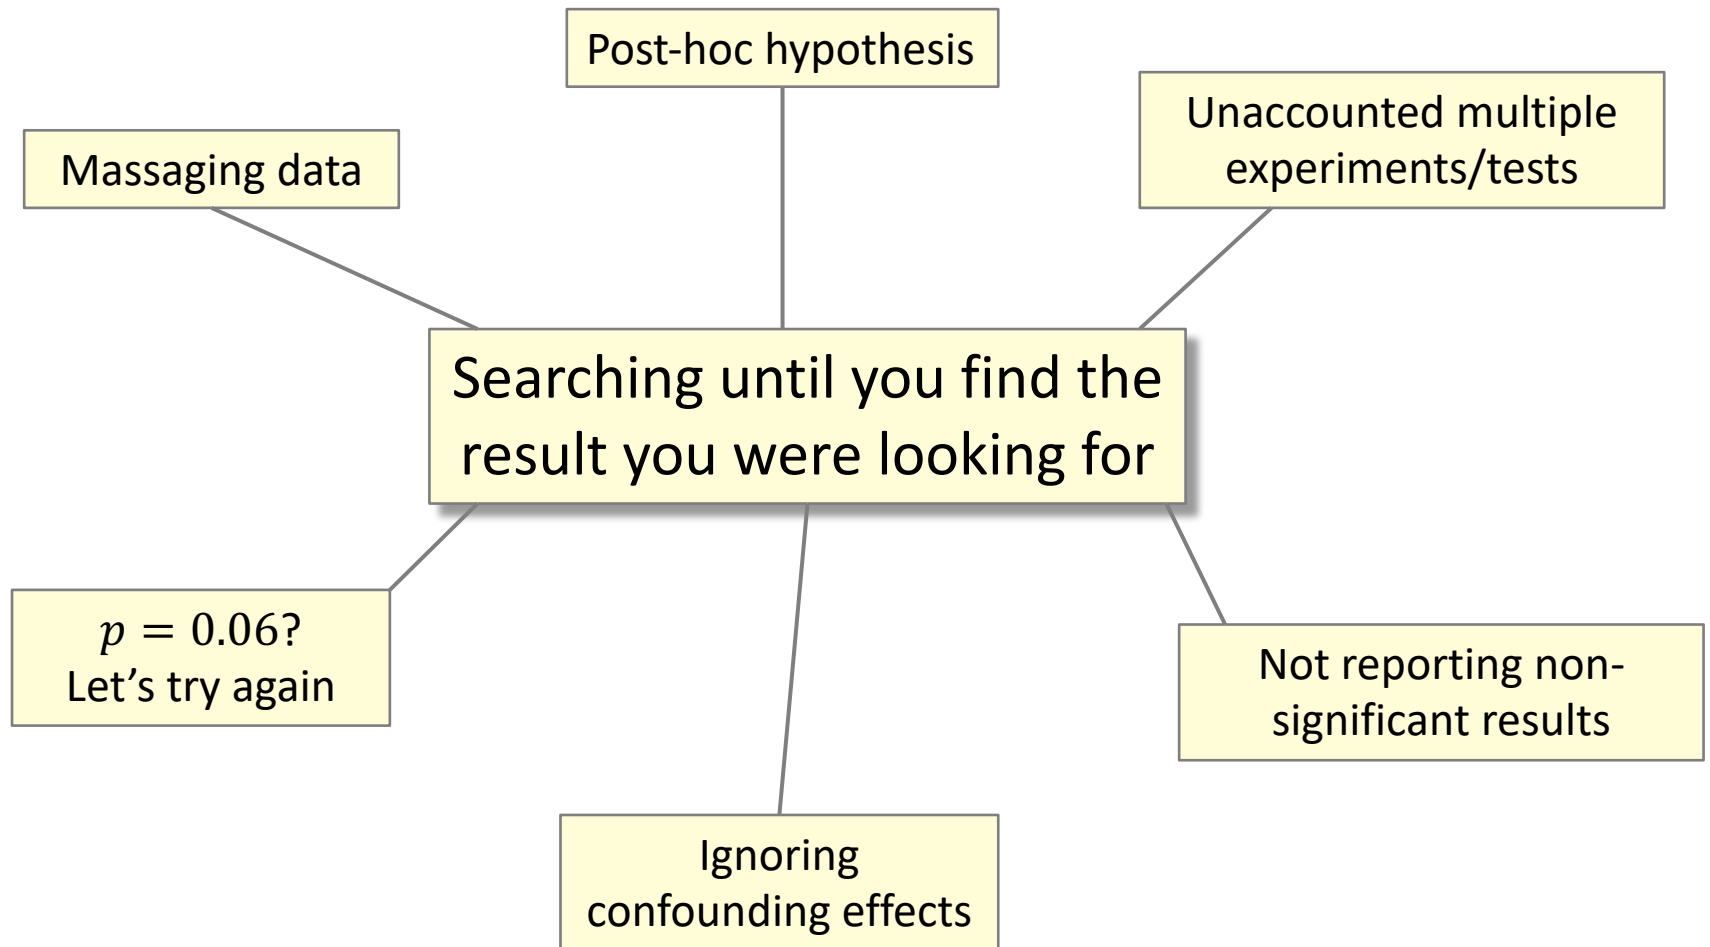 Post-hoc hypothesis
Unaccounted multiple
experiments/tests
Massaging data
Searching until you find the
result you were looking for
p = 0.06?
Let’s try again
Not reporting non-
significant results
Ignoring
confounding effects